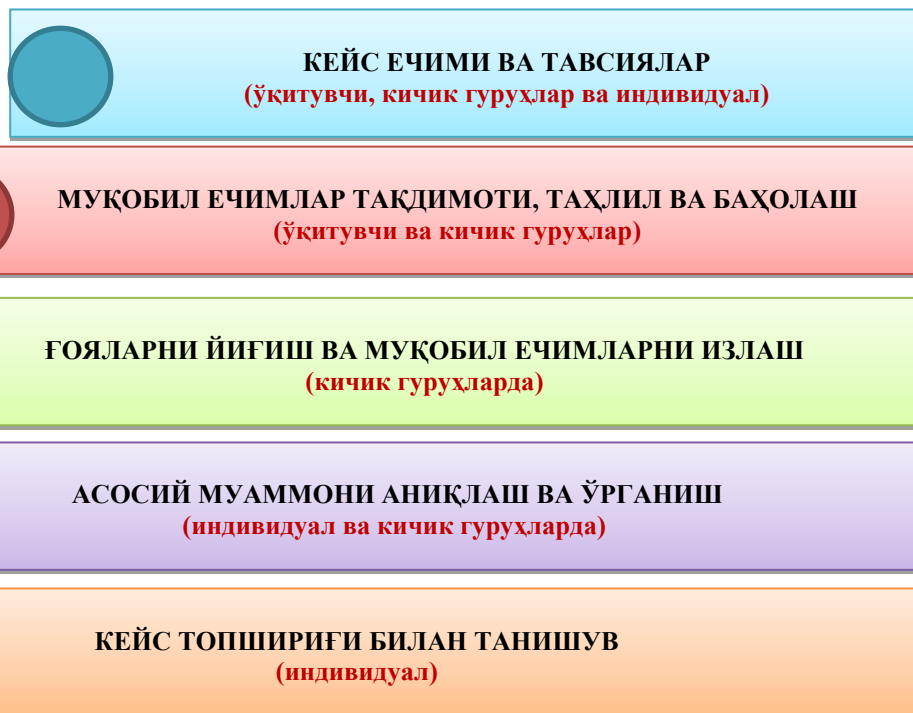 КЕЙС ЕЧИМИ ВА ТАВСИЯЛАР
(ўқитувчи, кичик гуруҳлар ва индивидуал)
МУҚОБИЛ ЕЧИМЛАР ТАҚДИМОТИ, ТАҲЛИЛ ВА БАҲОЛАШ
(ўқитувчи ва кичик гуруҳлар)
ҒОЯЛАРНИ ЙИҒИШ ВА МУҚОБИЛ ЕЧИМЛАРНИ ИЗЛАШ
(кичик гуруҳларда)
АСОСИЙ МУАММОНИ АНИҚЛАШ ВА ЎРГАНИШ
(индивидуал ва кичик гуруҳларда)
КЕЙС ТОПШИРИҒИ БИЛАН ТАНИШУВ
(индивидуал)